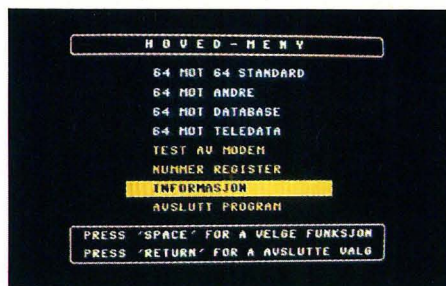 HOVED-MENY
64 MOT 64 STANDARD
64 MOT ANDRE
64 MOT DATABASE
64 MOT TELEDATA
TEST AV MODEM
NUMMER REGISTER
INFORMASJON
AVSLUTT PROGRAM
PRESS 'SPACE' FOR A VELGE FUNKSJON
PRESS 'RETURN' FOR A AVSLUTTE VALG